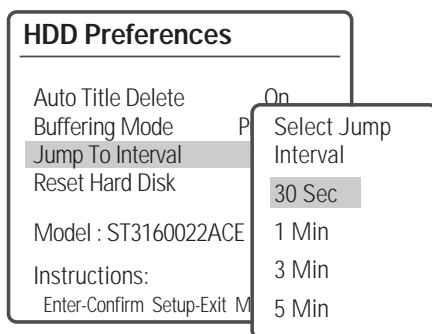 HDD Preferences
Auto Title Delete On
Buffering Mode P
Jump To Interval
Reset Hard Disk
Model : ST3160022ACE
Instructions:
Enter-Confirm Setup-Exit M
Select Jump
Interval
30 Sec
1 Min
3 Min
5 Min